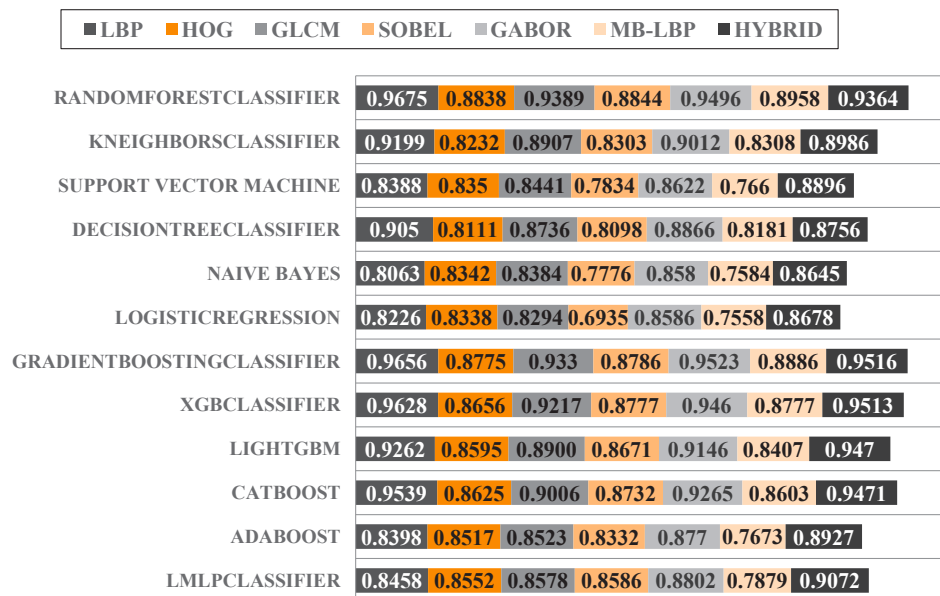 LBP HOG GLCM SOBEL GABOR MB-LBP HYBRID
RANDOMFORESTCLASSIFIER 0.9675 0.8838 0.9389 0.8844 0.9496 0.8958 0.9364
KNEIGHBORSCLASSIFIER 0.9199 0.8232 0.8907 0.8303 0.9012 0.8308 0.8986
SUPPORT VECTOR MACHINE 0.8388 0.835 0.8441 0.7834 0.8622 0.766 0.8896
DECISIONTREECLASSIFIER 0.905 0.8111 0.8736 0.8098 0.8866 0.8181 0.8756
NAIVE BAYES 0.8063 0.8342 0.8384 0.7776 0.858 0.7584 0.8645
LOGISTICREGRESSION 0.8226 0.8338 0.8294 0.6935 0.8586 0.7558 0.8678
GRADIENTBOOSTINGCLASSIFIER 0.9656 0.8775 0.933 0.8786 0.9523 0.8886 0.9516
XGBCLASSIFIER 0.9628 0.8656 0.9217 0.8777 0.946 0.8777 0.9513
LIGHTGBM 0.9262 0.8595 0.8900 0.8671 0.9146 0.8407 0.947
CATBOOST 0.9539 0.8625 0.9006 0.8732 0.9265 0.8603 0.9471
ADABOOST 0.8398 0.8517 0.8523 0.8332 0.877 0.7673 0.8927
LMLPCLASSIFIER 0.8458 0.8552 0.8578 0.8586 0.8802 0.7879 0.9072